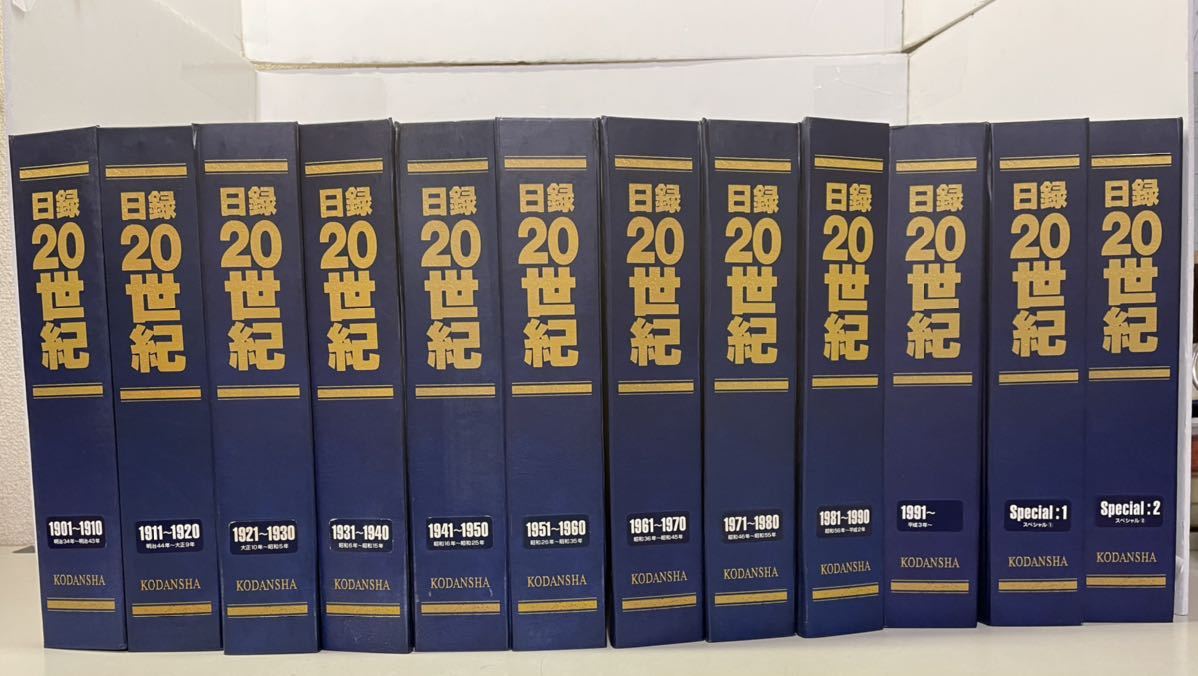 日録
20
世
紀
1901~1910
明治34年~明治43年
KODANSHA
日録
20
世
紀
1911~1920
明治44年~大正9年
KODANSHA
日録
20
世
紀
1921~1930
大正10年~昭和5年
KODANSHA
日録
20
世
紀
1931~1940
昭和6年~昭和15年
KODANSHA
日録
20
世
紀
1941~1950
昭和16年~昭和25年
KODANSHA
日録
20
世
紀
1951~1960
昭和26年~昭和35年
KODANSHA
日録
20
世
紀
1961~1970
昭和36年~昭和45年
KODANSHA
日録
20
世
紀
1971~1980
昭和46年~昭和55年
KODANSHA
日録
20
世
紀
1981~1990
昭和56年~平成2年
KODANSHA
日録
20
世
紀
1991~
平成3年~
KODANSHA
日録
20
世
紀
Special:1
スペシャル①
KODANSHA
日録
20
世
紀
Special:2
スペシャル②
KODANSHA